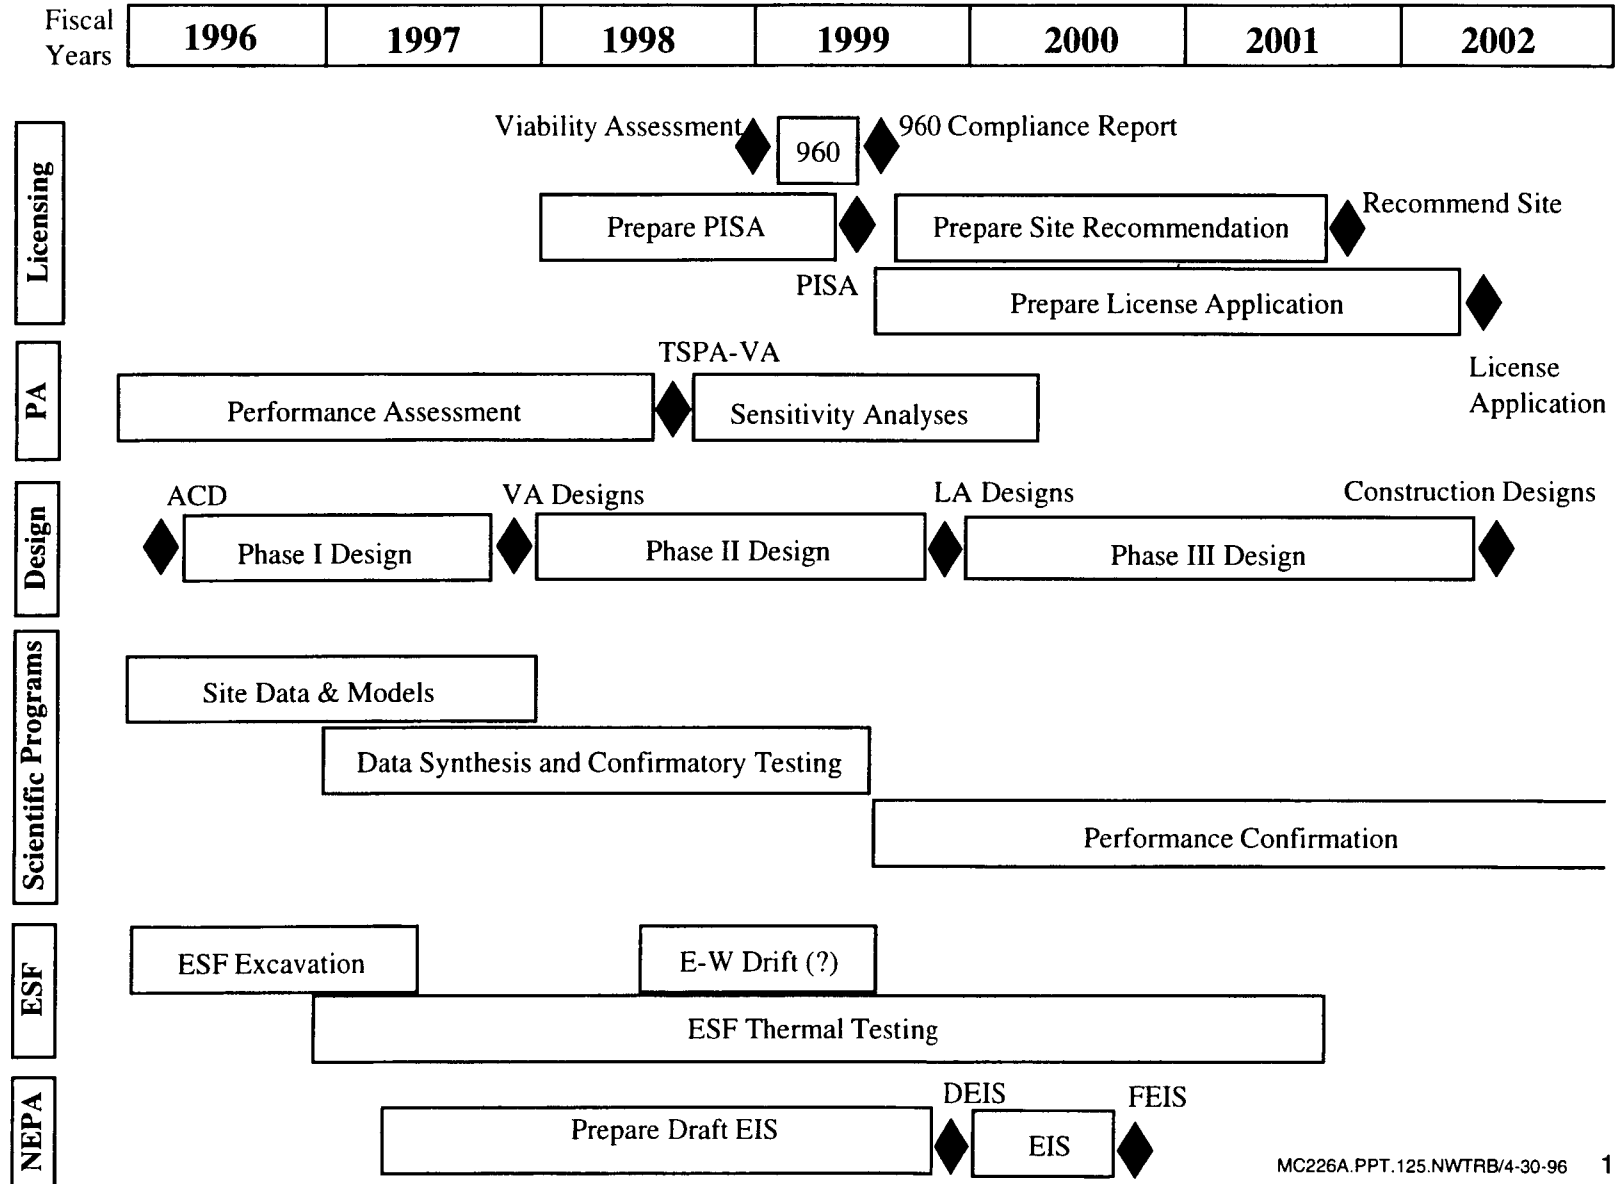 Fiscal
Years
1996 1997 1998 1999 2000 2001 2002
Licensing
Viability Assessment 960 960 Compliance Report
Prepare PISA Prepare Site Recommendation Recommend Site
PISA Prepare License Application
License
Application
PA
TSPA-VA
Performance Assessment Sensitivity Analyses
Design
ACD VA Designs LA Designs Construction Designs
Phase I Design Phase II Design Phase III Design
Scientific Programs
Site Data & Models
Data Synthesis and Confirmatory Testing
Performance Confirmation
ESF
ESF Excavation E-W Drift (?)
ESF Thermal Testing
NEPA
DEIS FEIS
Prepare Draft EIS EIS
MC226A.PPT.125.NWTRB/4-30-96 1